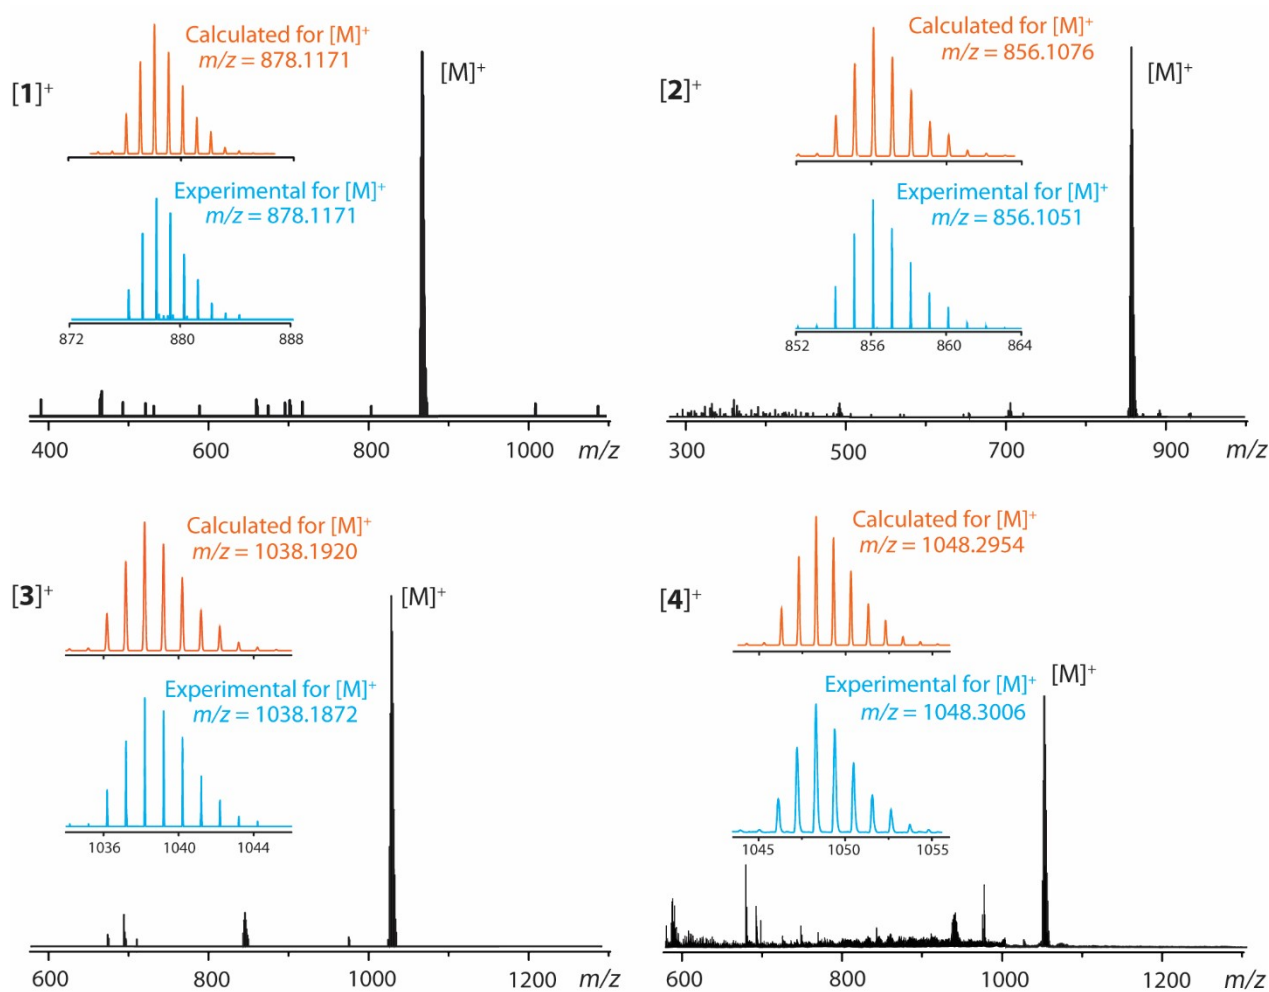 [1]+
Calculated for [M]+
m/z = 878.1171
[M]+
Experimental for [M]+
m/z = 878.1171
872 880 888
400 600 800 1000 m/z
[2]+
Calculated for [M]+
m/z = 856.1076
[M]+
Experimental for [M]+
m/z = 856.1051
852 856 860 864
300 500 700 900 m/z
[3]+
Calculated for [M]+
m/z = 1038.1920
[M]+
Experimental for [M]+
m/z = 1038.1872
1036 1040 1044
600 800 1000 1200 m/z
[4]+
Calculated for [M]+
m/z = 1048.2954
[M]+
Experimental for [M]+
m/z = 1048.3006
1045 1050 1055
600 800 1000 1200 m/z